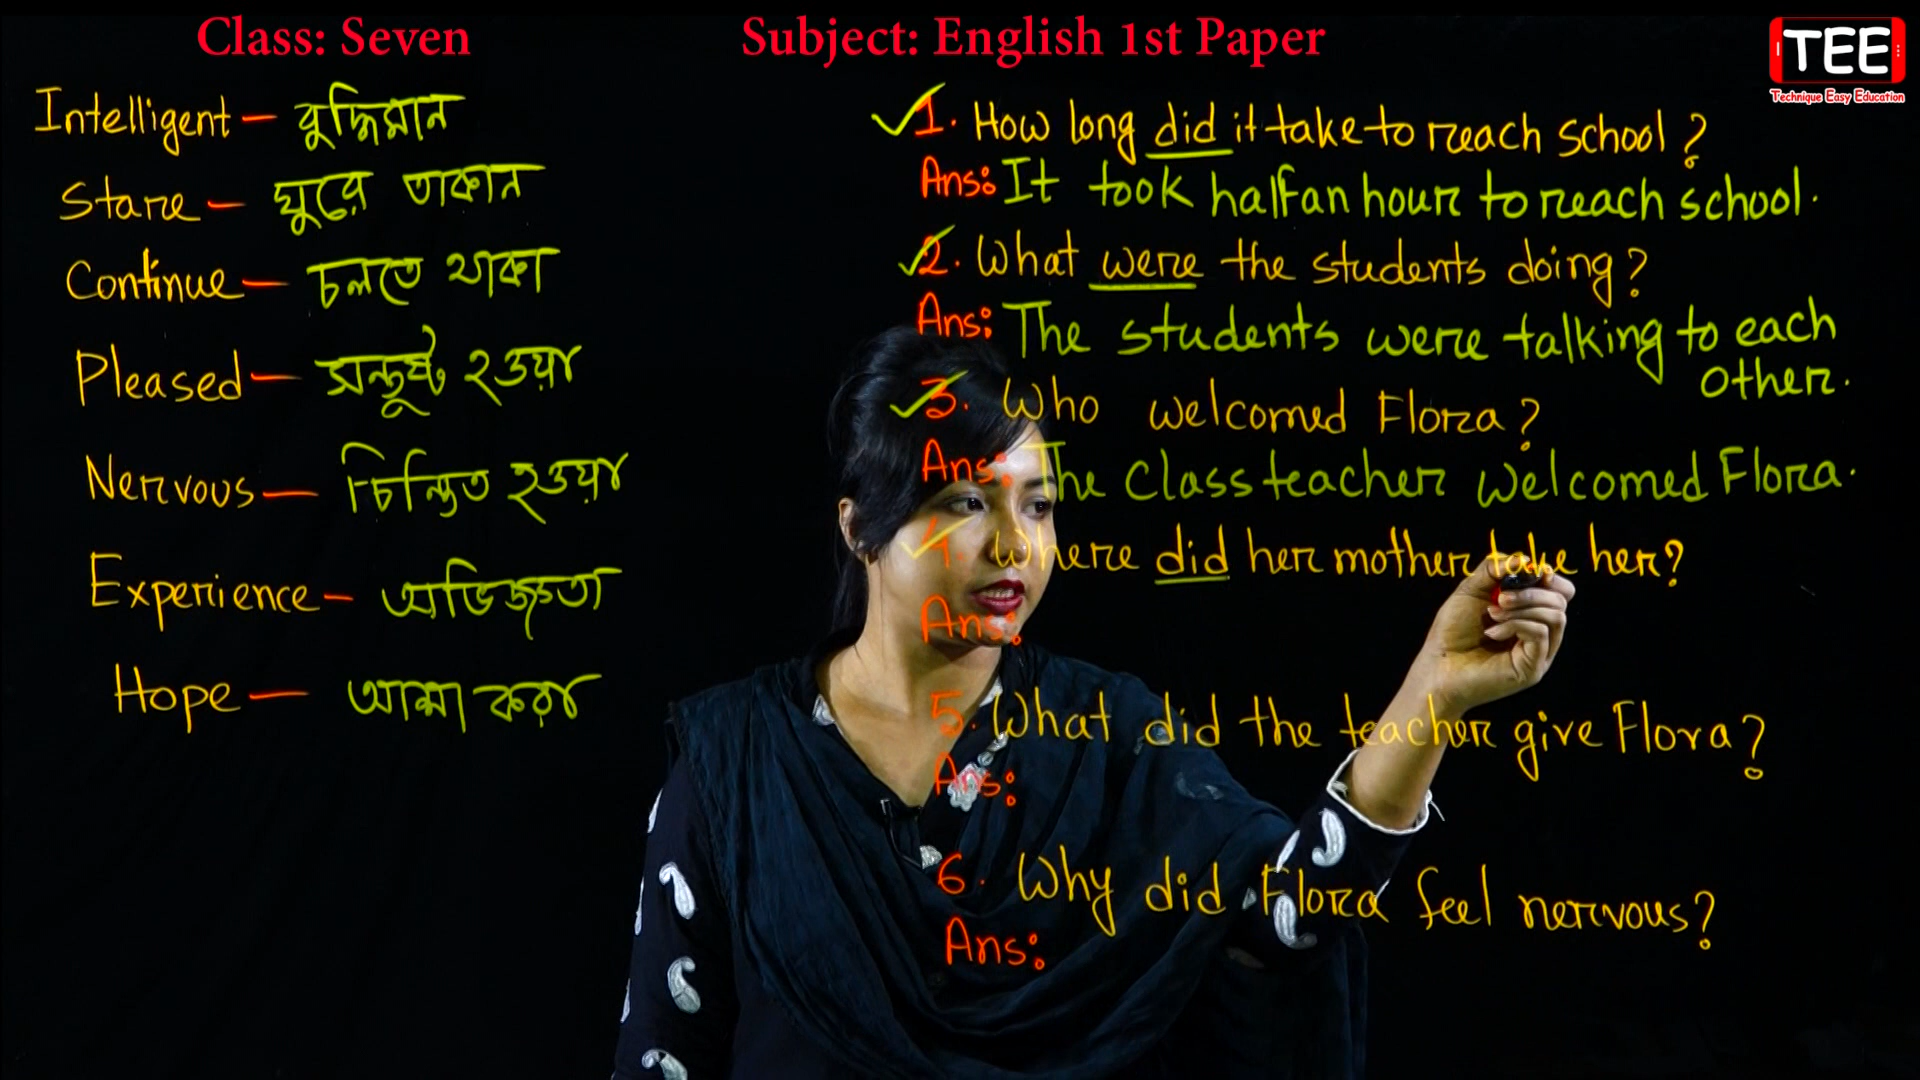 Class: Seven
Subject: English 1st Paper
TEE
Technique Easy Education
Intelligent — বুদ্ধিমান
Stare — ঘুরে তাকান
Continue — চলতে থাকা
Pleased — সন্তুষ্ট হওয়া
Nervous — চিন্তিত হওয়া
Experience — অভিজ্ঞতা
Hope — আশা করা
1. How long did it take to reach school?
Ans: It took half an hour to reach school.
2. What were the students doing?
Ans: The students were talking to each
other.
3. Who welcomed Flora?
Ans: The class teacher welcomed Flora.
4. Where did her mother take her?
Ans:
5. What did the teacher give Flora?
Ans:
6. Why did Flora feel nervous?
Ans: